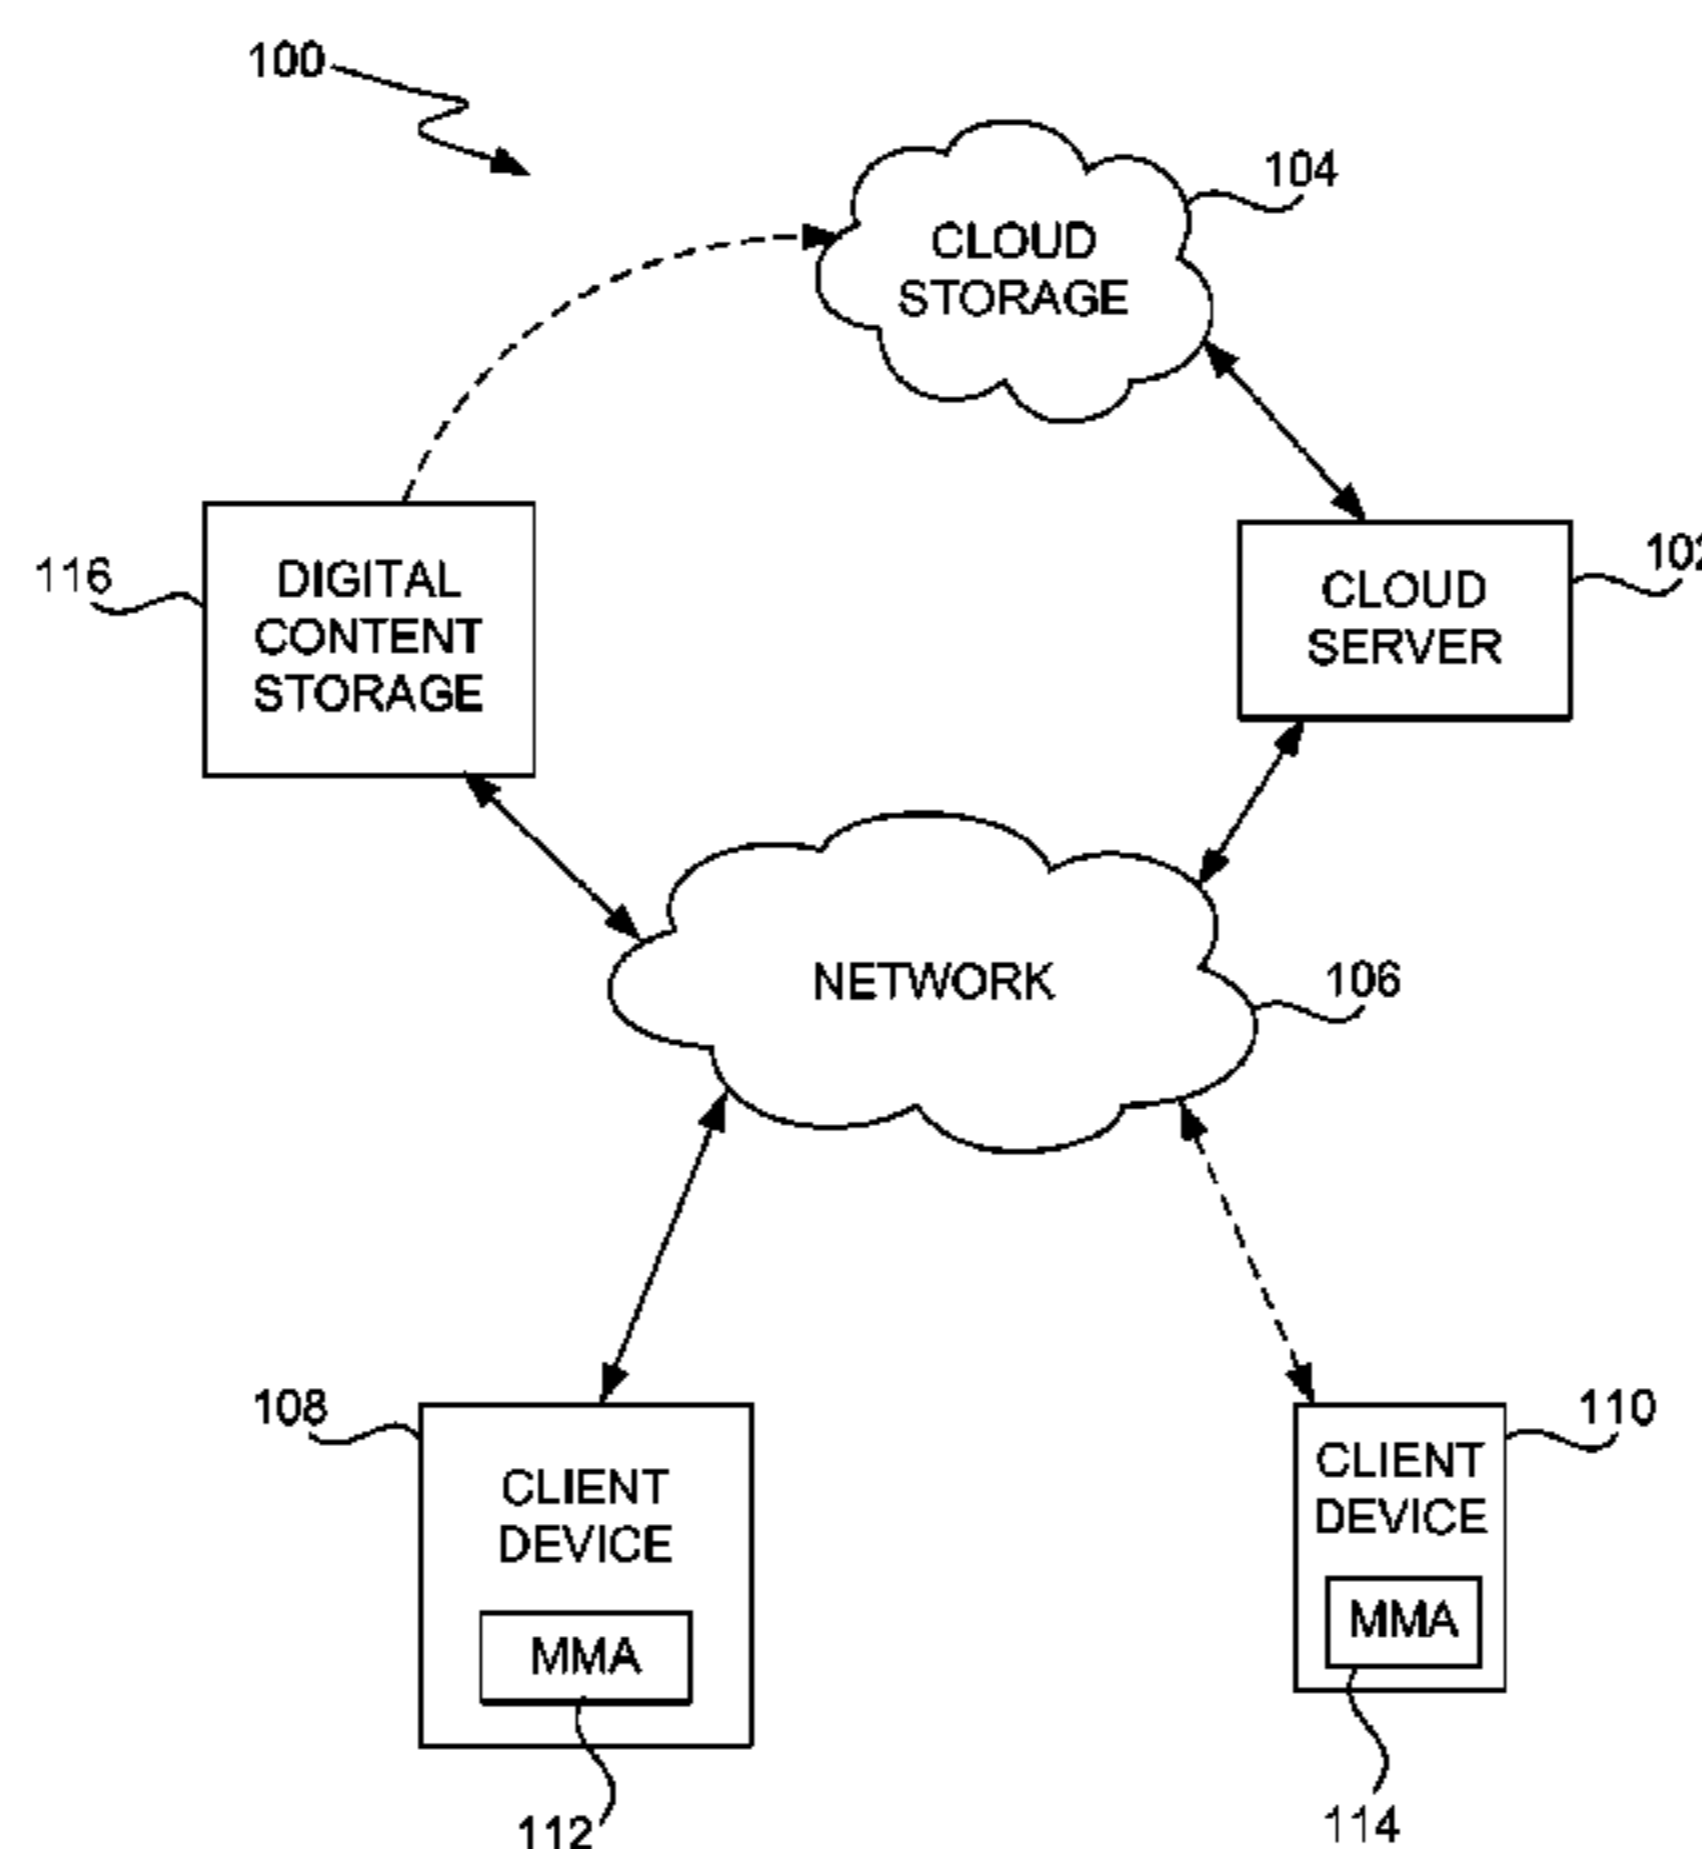 100
104
CLOUD
STORAGE
116
DIGITAL
CONTENT
STORAGE
102
CLOUD
SERVER
NETWORK
106
108
CLIENT
DEVICE
MMA
112
110
CLIENT
DEVICE
MMA
114